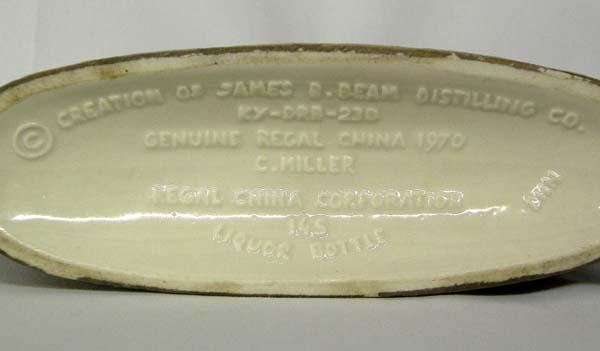 © CREATION OF JAMES B. BEAM DISTILLING CO.
KY-DRB-230
GENUINE REGAL CHINA 1970
C. MILLER
REGAL CHINA CORPORATION
145
LIQUOR BOTTLE